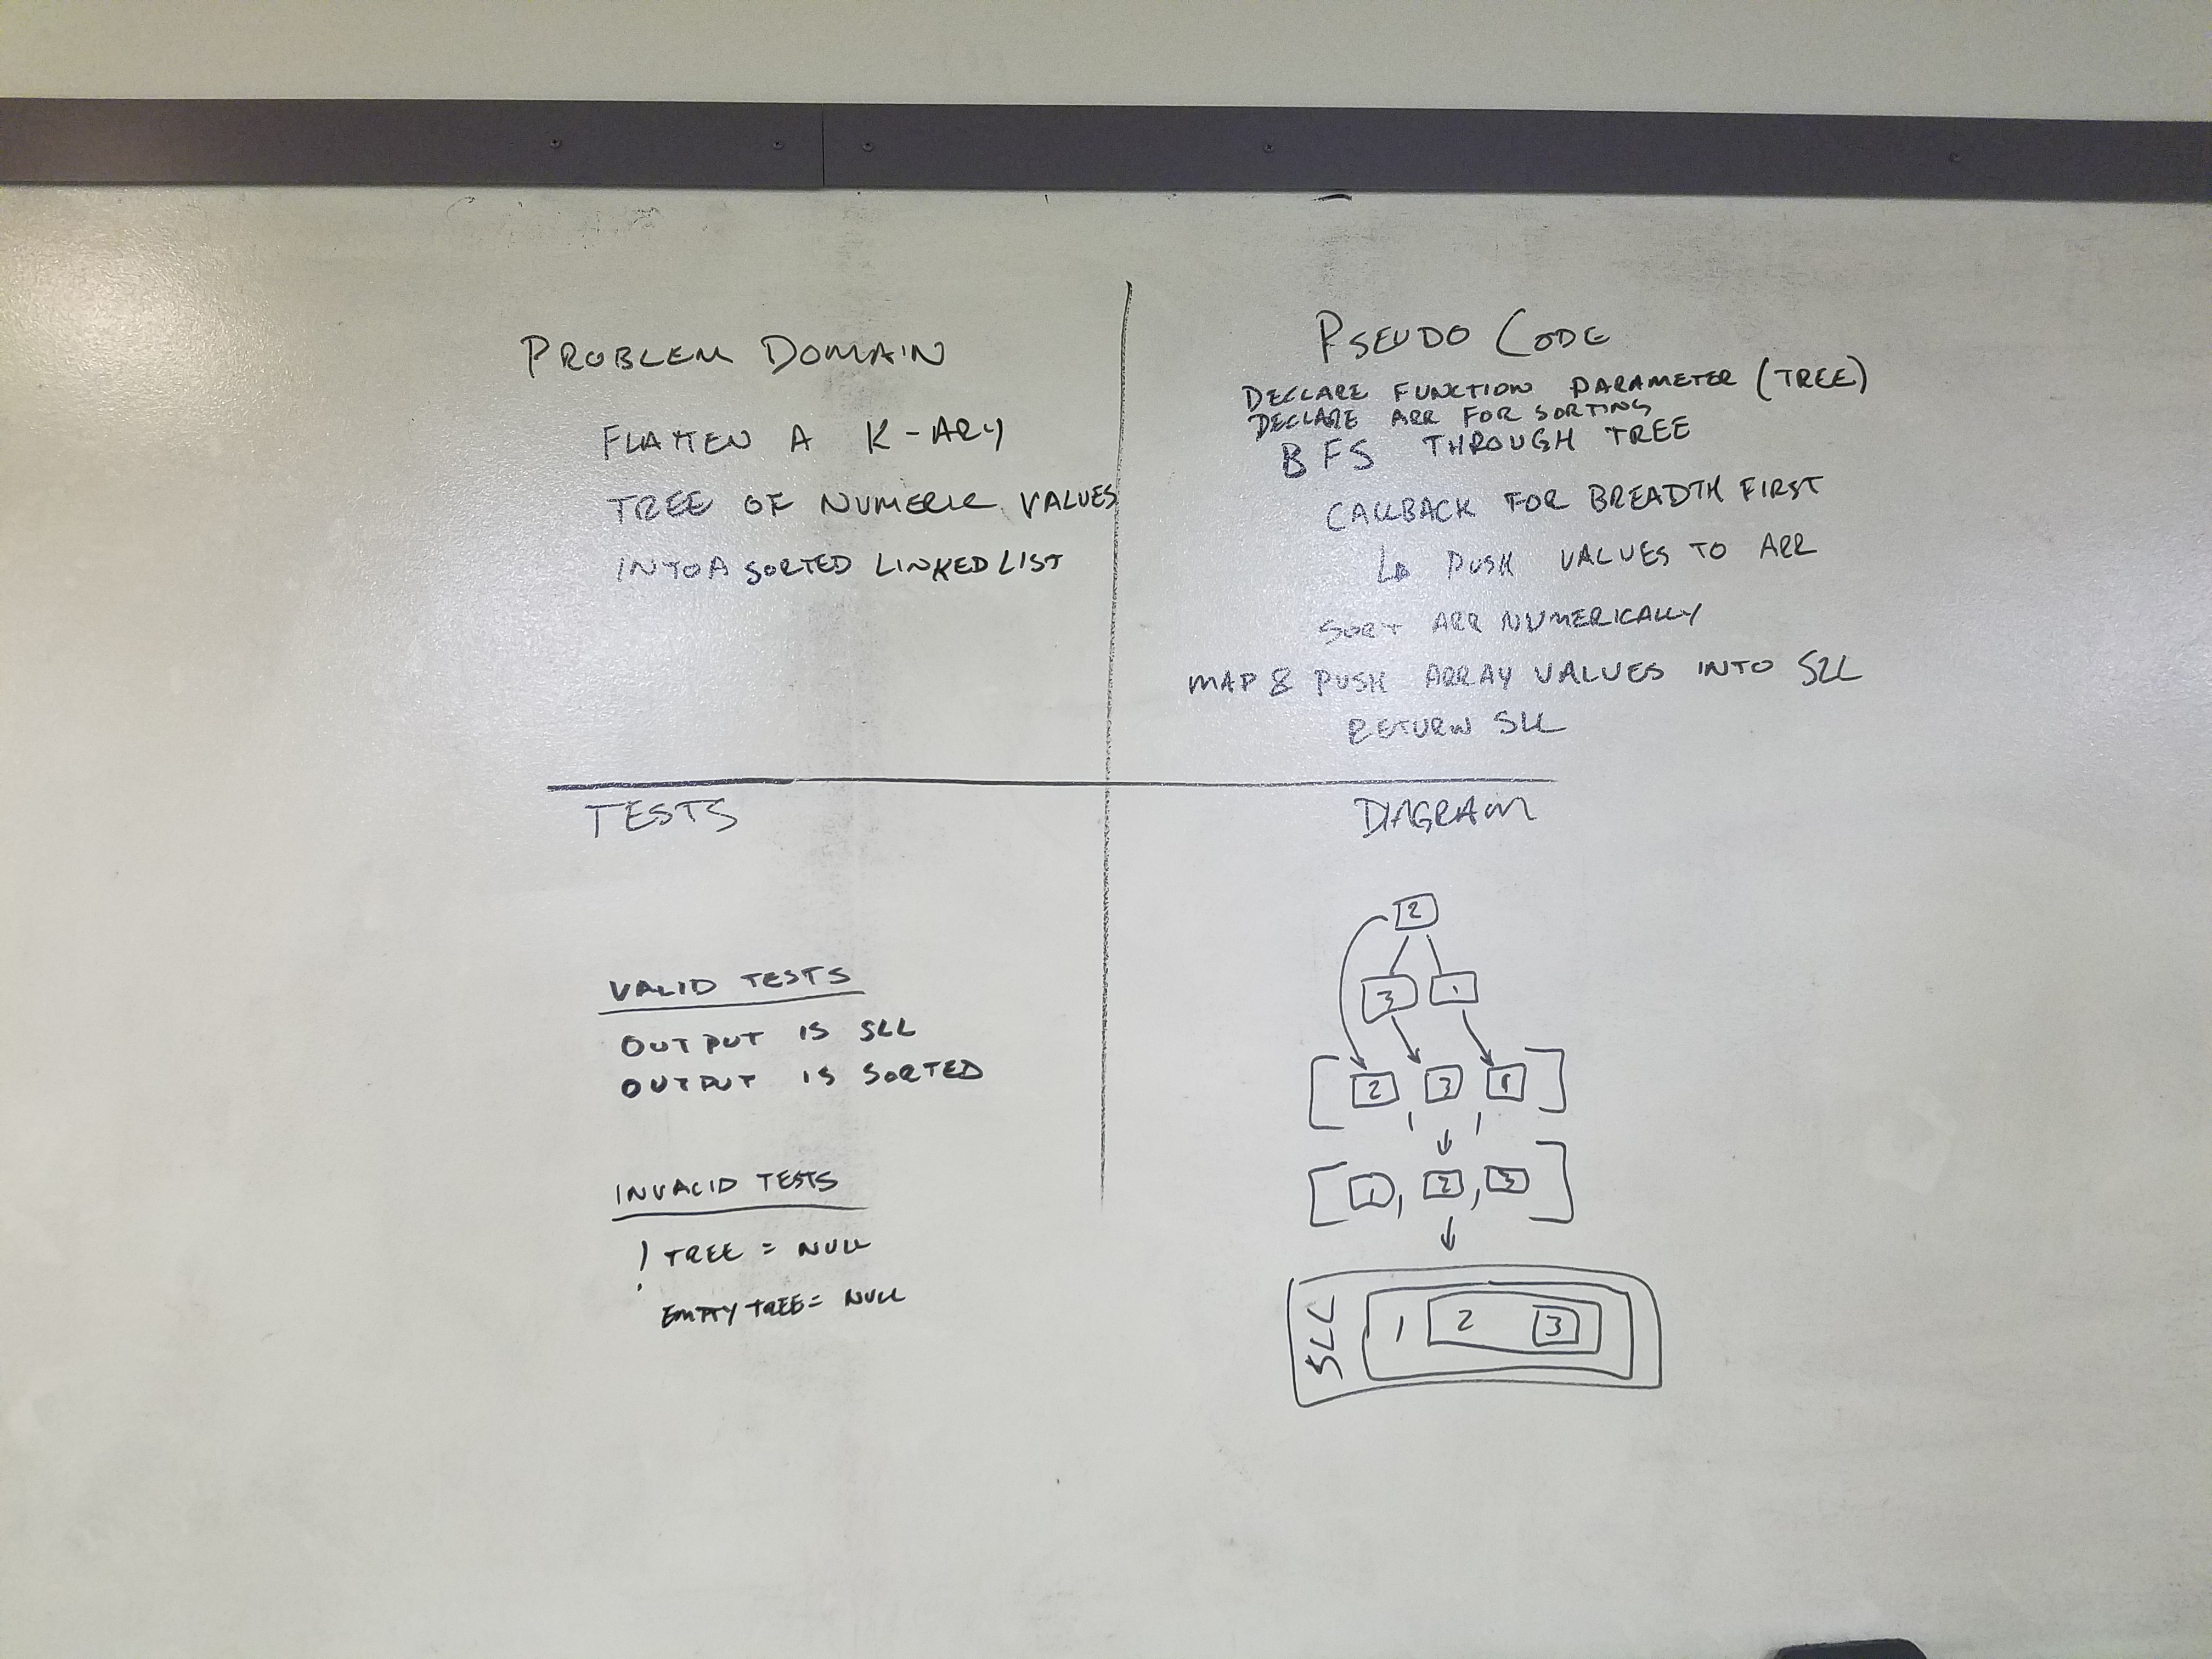 PROBLEM DOMAIN
FLATTEN A K-ARY
TREE OF NUMERIC VALUES
INTO A SORTED LINKED LIST
PSEUDO CODE
DECLARE FUNCTION PARAMETER (TREE)
DECLARE ARR FOR SORTING
BFS THROUGH TREE
CALLBACK FOR BREADTH FIRST
↳ PUSH VALUES TO ARR
SORT ARR NUMERICALLY
MAP & PUSH ARRAY VALUES INTO SLL
RETURN SLL
TESTS
VALID TESTS
OUTPUT IS SLL
OUTPUT IS SORTED
INVALID TESTS
! TREE = NULL
EMPTY TREE = NULL
DIAGRAM
2
3 1
[2, 3, 1]
[1, 2, 3]
SLL 1 2 3